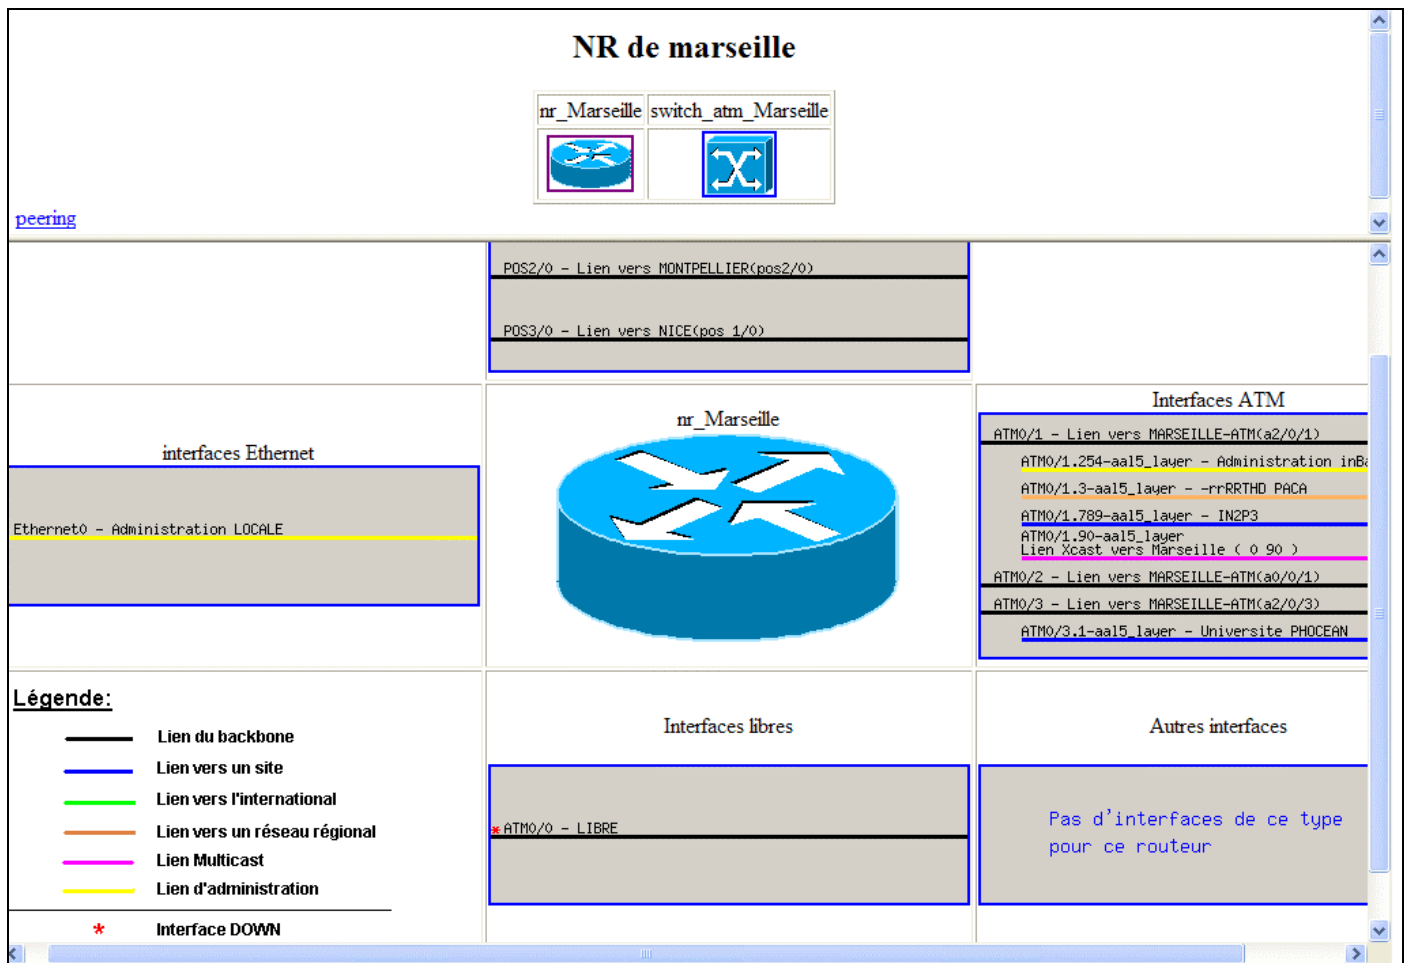 NR de marseille
nr_Marseille switch_atm_Marseille
peering
POS2/0 - Lien vers MONTPELLIER(pos2/0)
POS3/0 - Lien vers NICE(pos 1/0)
interfaces Ethernet
Ethernet0 - Administration LOCALE
nr_Marseille
Interfaces ATM
ATM0/1 - Lien vers MARSEILLE-ATM(a2/0/1)
ATM0/1.254-aal5_layer - Administration inBa
ATM0/1.3-aal5_layer - -rrRRTHD PACA
ATM0/1.789-aal5_layer - IN2P3
ATM0/1.90-aal5_layer
Lien Xcast vers Marseille ( 0 90 )
ATM0/2 - Lien vers MARSEILLE-ATM(a0/0/1)
ATM0/3 - Lien vers MARSEILLE-ATM(a2/0/3)
ATM0/3.1-aal5_layer - Universite PHOCEAN
Légende:
Lien du backbone
Lien vers un site
Lien vers l'international
Lien vers un réseau régional
Lien Multicast
Lien d'administration
* Interface DOWN
Interfaces libres
*ATM0/0 - LIBRE
Autres interfaces
Pas d'interfaces de ce type
pour ce routeur